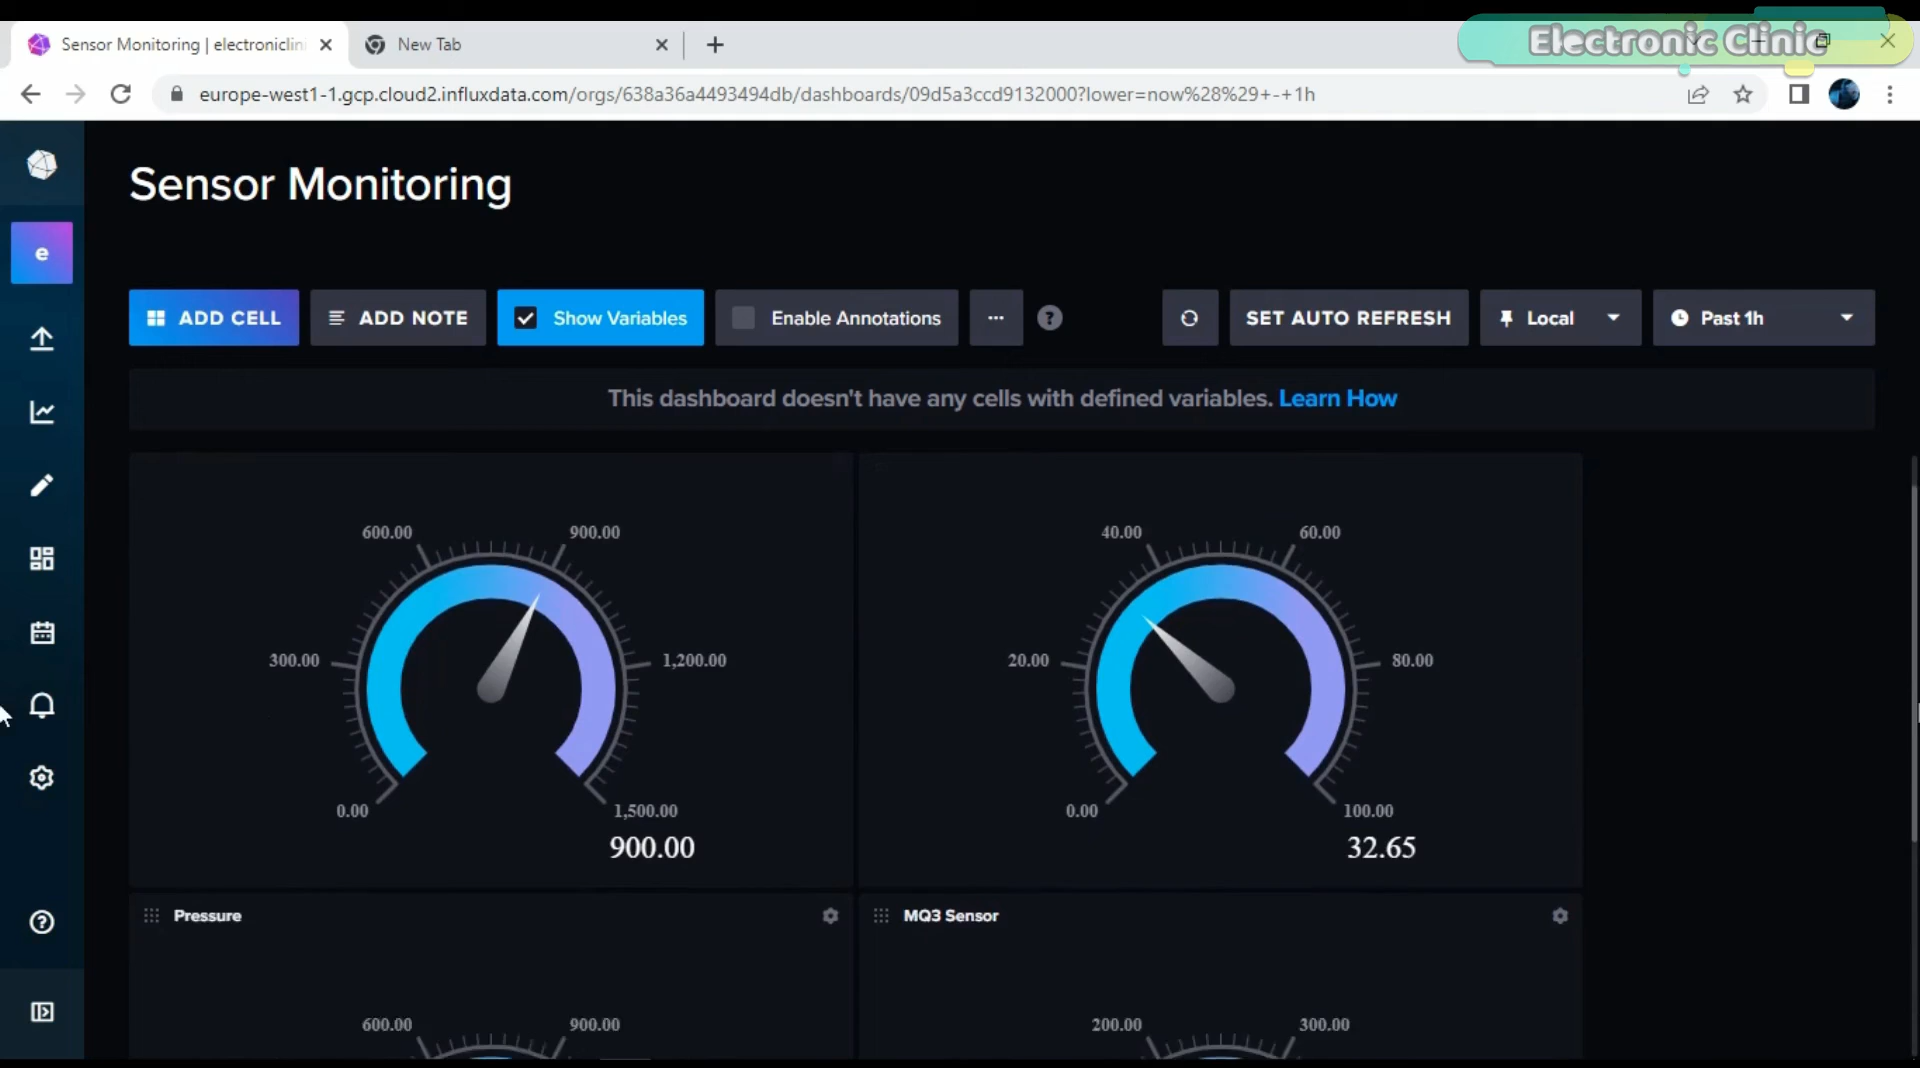 Sensor Monitoring | electronicclin
New Tab
Electronic Clinic
europe-west1-1.gcp.cloud2.influxdata.com/orgs/638a36a4493494db/dashboards/09d5a3ccd9132000?lower=now%28%29+-+1h
Sensor Monitoring
e
ADD CELL
ADD NOTE
Show Variables
Enable Annotations
SET AUTO REFRESH
Local
Past 1h
This dashboard doesn't have any cells with defined variables. Learn How
600.00
900.00
300.00
1,200.00
0.00
1,500.00
900.00
40.00
60.00
20.00
80.00
0.00
100.00
32.65
Pressure
MQ3 Sensor
600.00
900.00
200.00
300.00